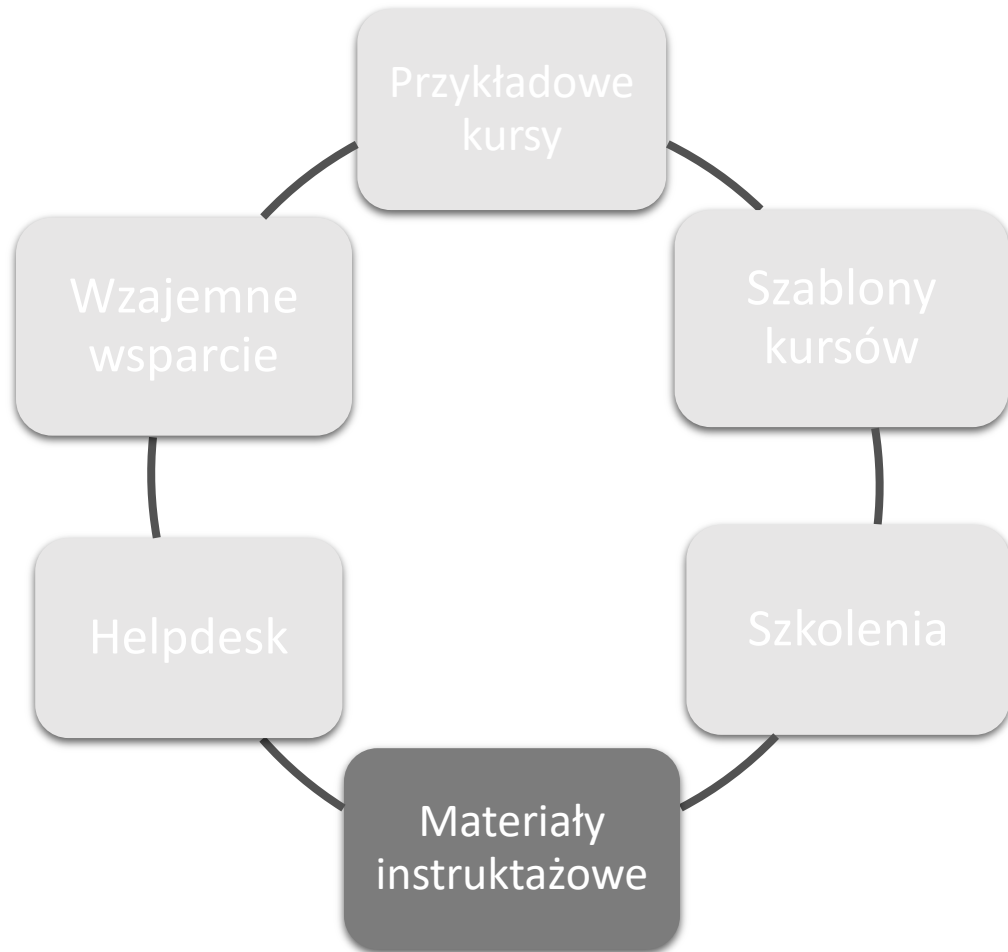 Przykładowe
kursy
Wzajemne
wsparcie
Szablony
kursów
Helpdesk
Szkolenia
Materiały
instruktażowe